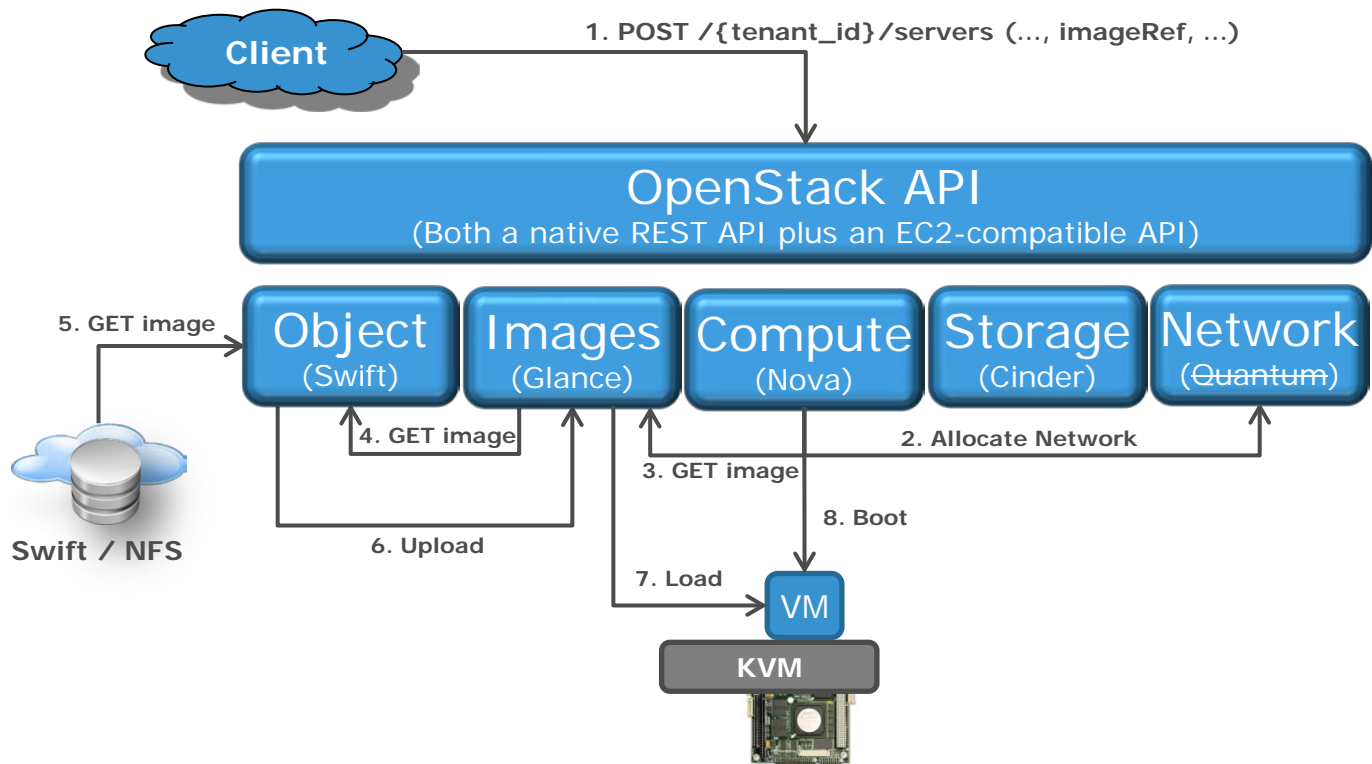 1. POST /{tenant_id}/servers (..., imageRef, ...)
Client
OpenStack API
(Both a native REST API plus an EC2-compatible API)
5. GET image
Object
(Swift)
Images
(Glance)
Compute
(Nova)
Storage
(Cinder)
Network
(Quantum)
4. GET image
2. Allocate Network
3. GET image
8. Boot
Swift / NFS
6. Upload
7. Load
VM
KVM